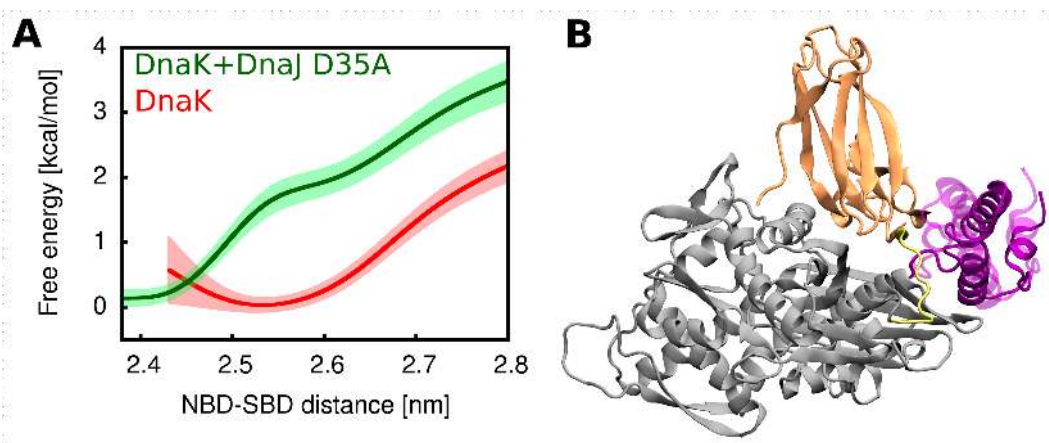 A
B
4
3
2
1
0
Free energy [kcal/mol]
DnaK+DnaJ D35A
DnaK
2.4 2.5 2.6 2.7 2.8
NBD-SBD distance [nm]